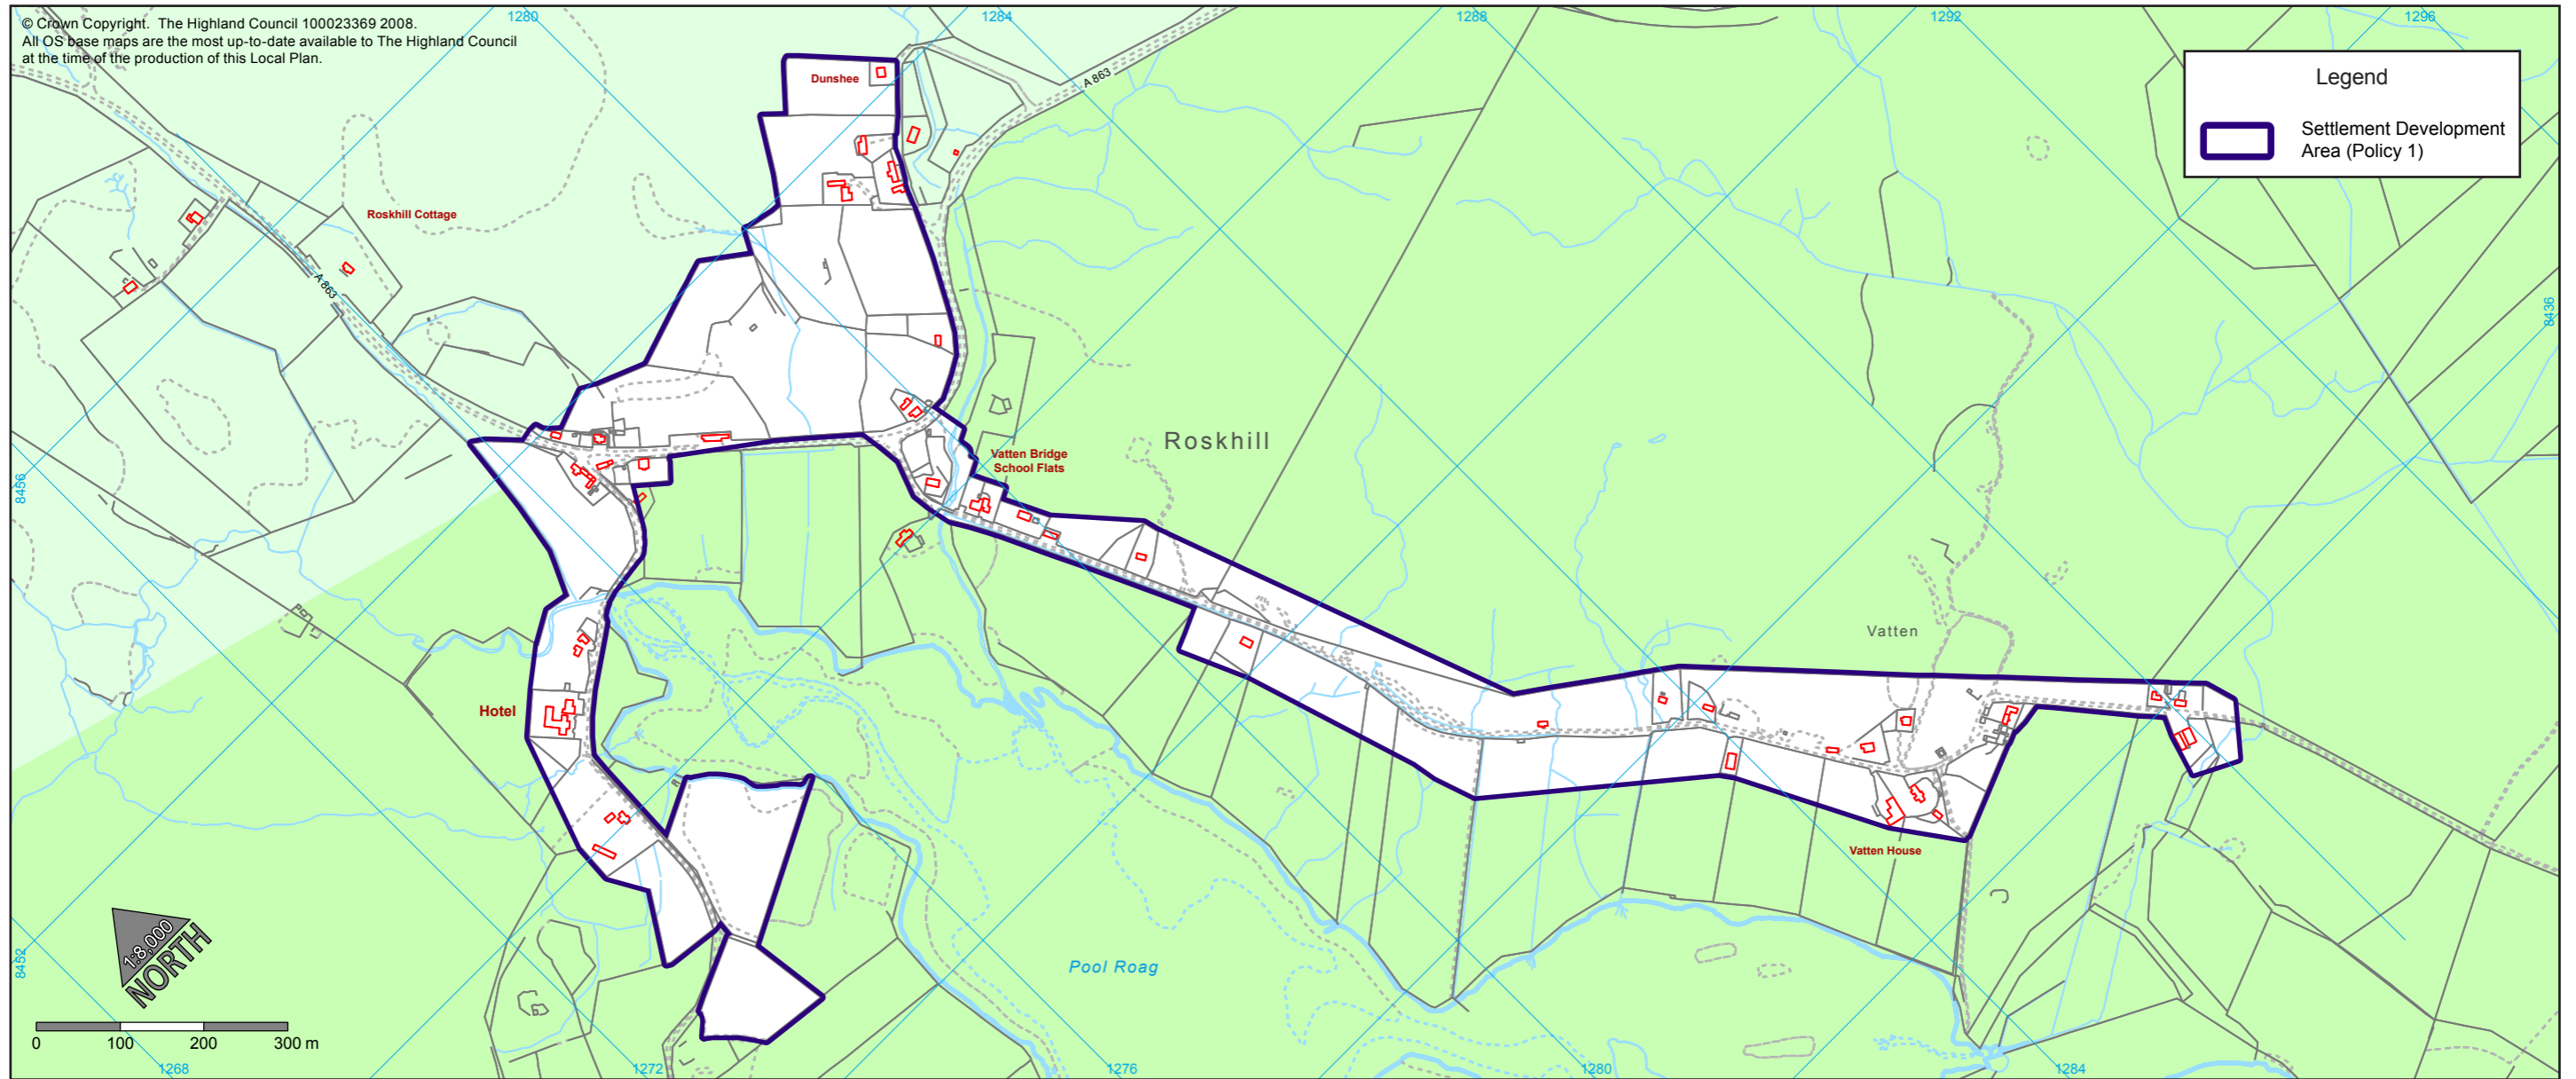 © Crown Copyright. The Highland Council 100023369 2008.
All OS base maps are the most up-to-date available to The Highland Council
at the time of the production of this Local Plan.
1280
1284
1288
1292
1296
Legend
Settlement Development
Area (Policy 1)
Dunshee
A 863
Roskhill Cottage
A 863
8436
Roskhill
Vatten Bridge
School Flats
8456
Vatten
Hotel
Vatten House
Pool Roag
8452
1:8,000
NORTH
0 100 200 300 m
1268
1272
1276
1280
1284